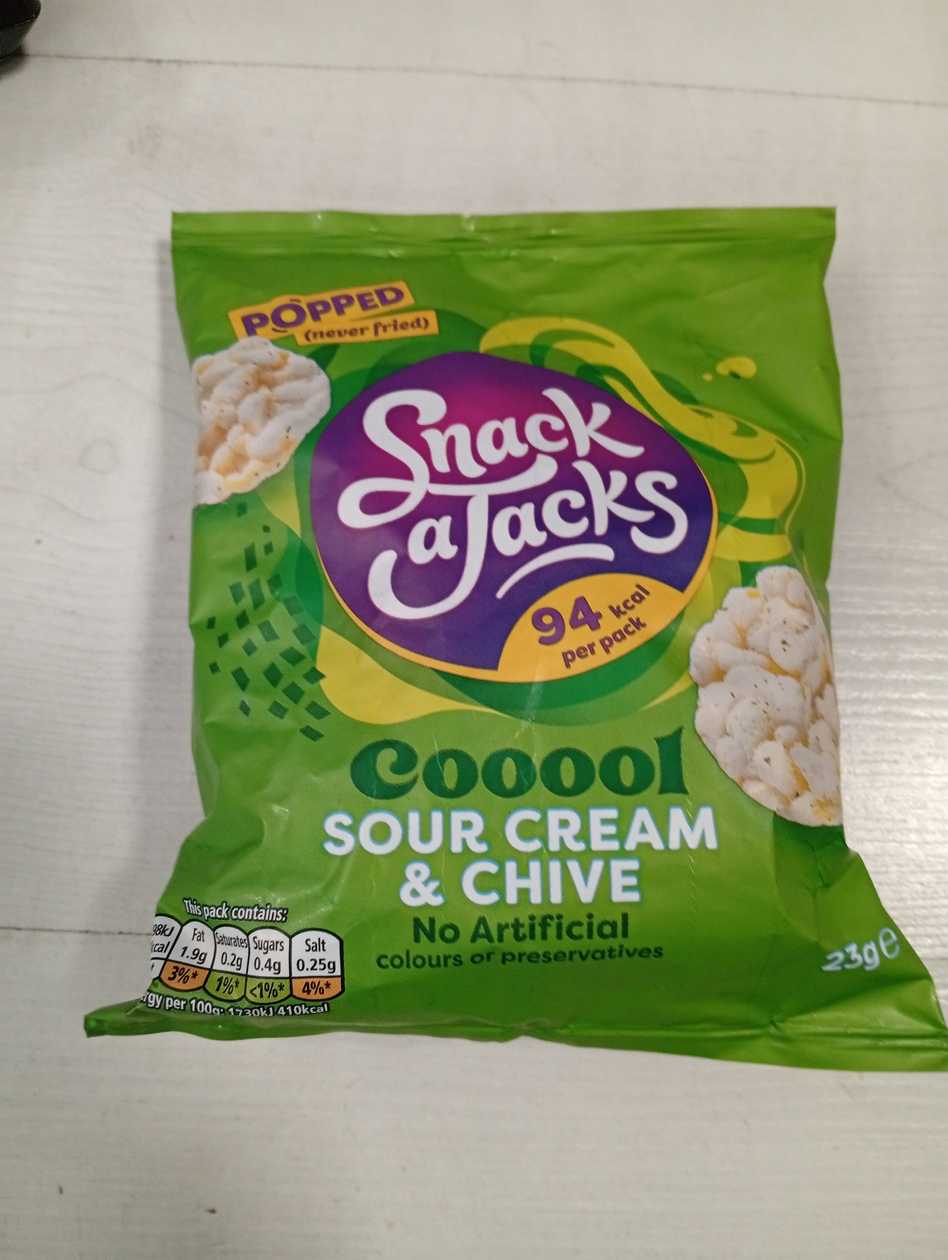 POPPED
(never fried)
Snack
a Jacks
94 kcal
per pack
Cooool
SOUR CREAM
& CHIVE
No Artificial
colours or preservatives
This pack contains:
Fat Saturates Sugars Salt
1.9g 0.2g 0.4g 0.25g
3%* 1%* <1%* 4%*
per 100g: 1730kJ 410kcal
23g e